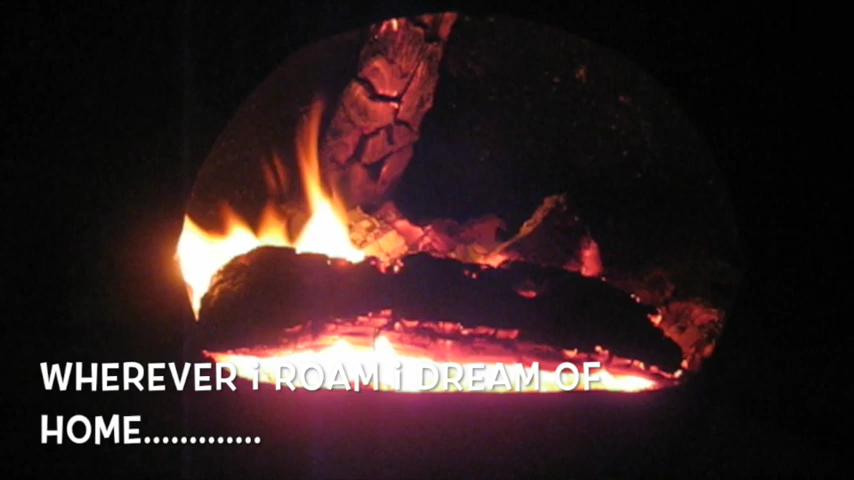 WHEREVER i ROAM i DREAM OF
HOME.............